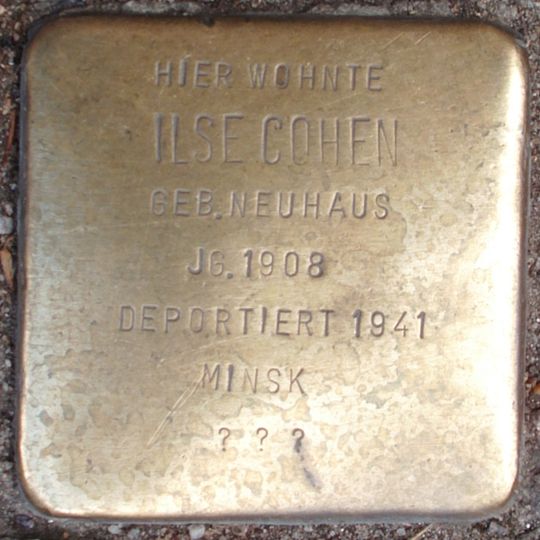 HIER WOHNTE
ILSE COHEN
GEB. NEUHAUS
JG. 1908
DEPORTIERT 1941
MINSK
? ? ?